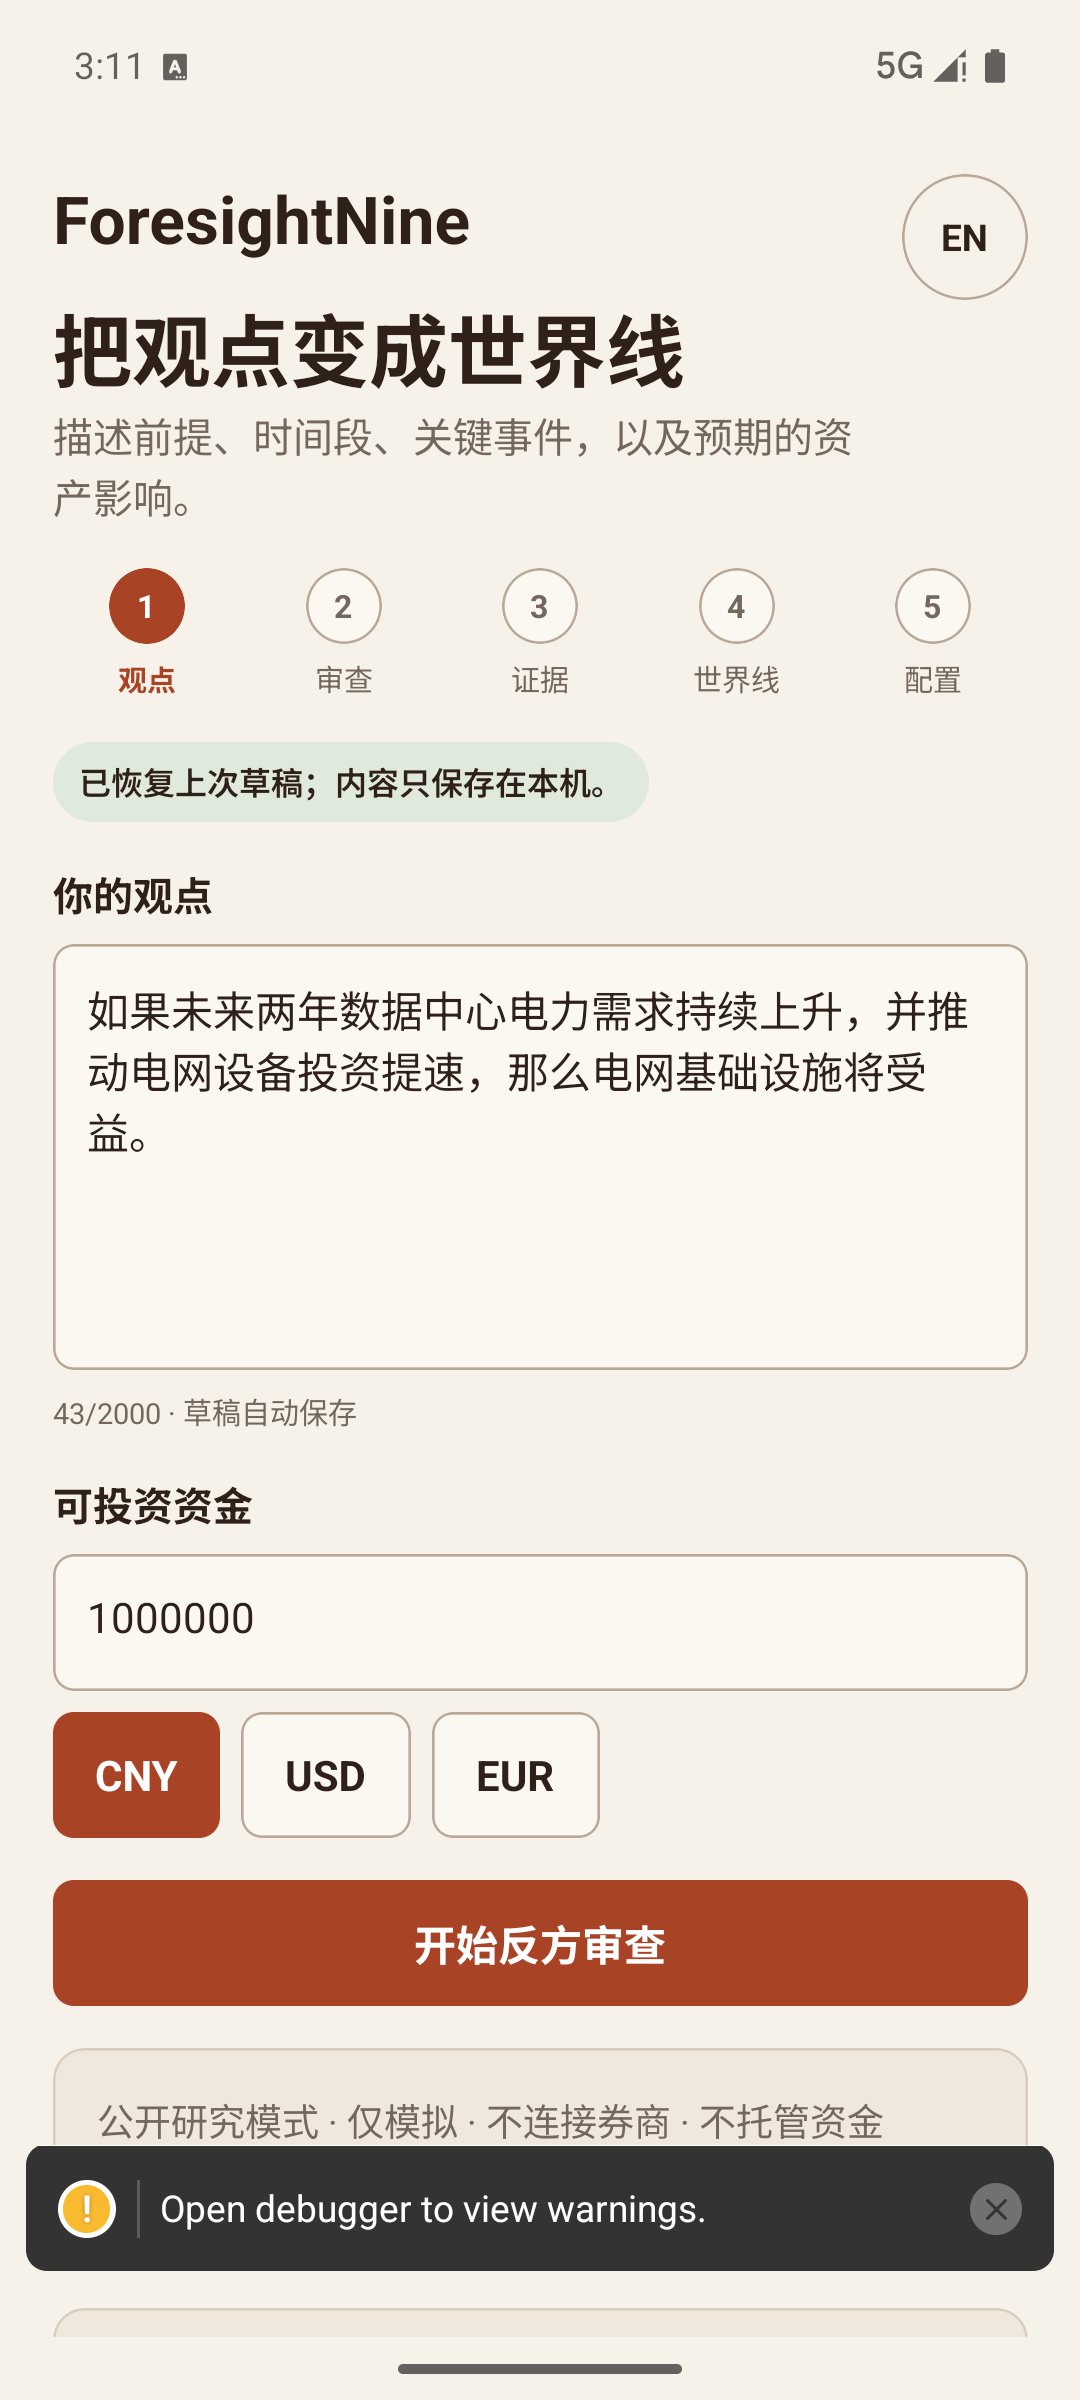 3:11 A
5G
ForesightNine
EN
把观点变成世界线
描述前提、时间段、关键事件，以及预期的资
产影响。
1 2 3 4 5
观点 审查 证据 世界线 配置
已恢复上次草稿；内容只保存在本机。
你的观点
如果未来两年数据中心电力需求持续上升，并推
动电网设备投资提速，那么电网基础设施将受
益。
43/2000 · 草稿自动保存
可投资资金
1000000
CNY USD EUR
开始反方审查
公开研究模式 · 仅模拟 · 不连接券商 · 不托管资金
! Open debugger to view warnings.